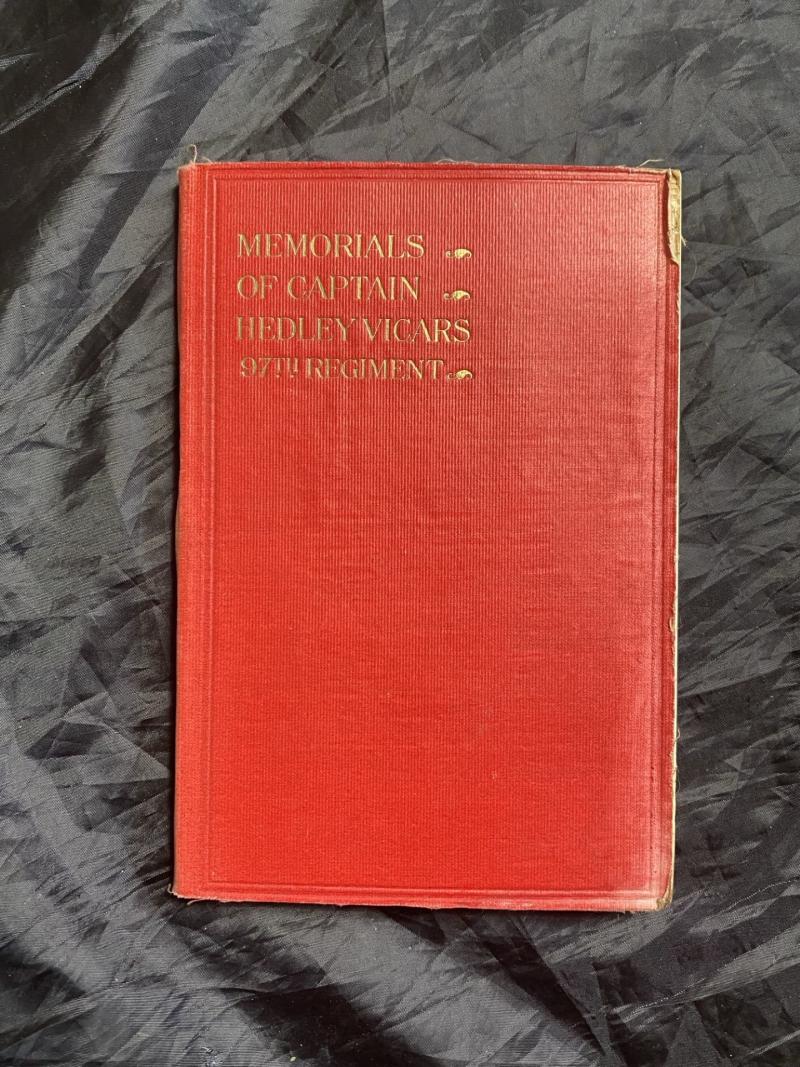 MEMORIALS
OF CAPTAIN
HEDLEY VICARS
97TH REGIMENT